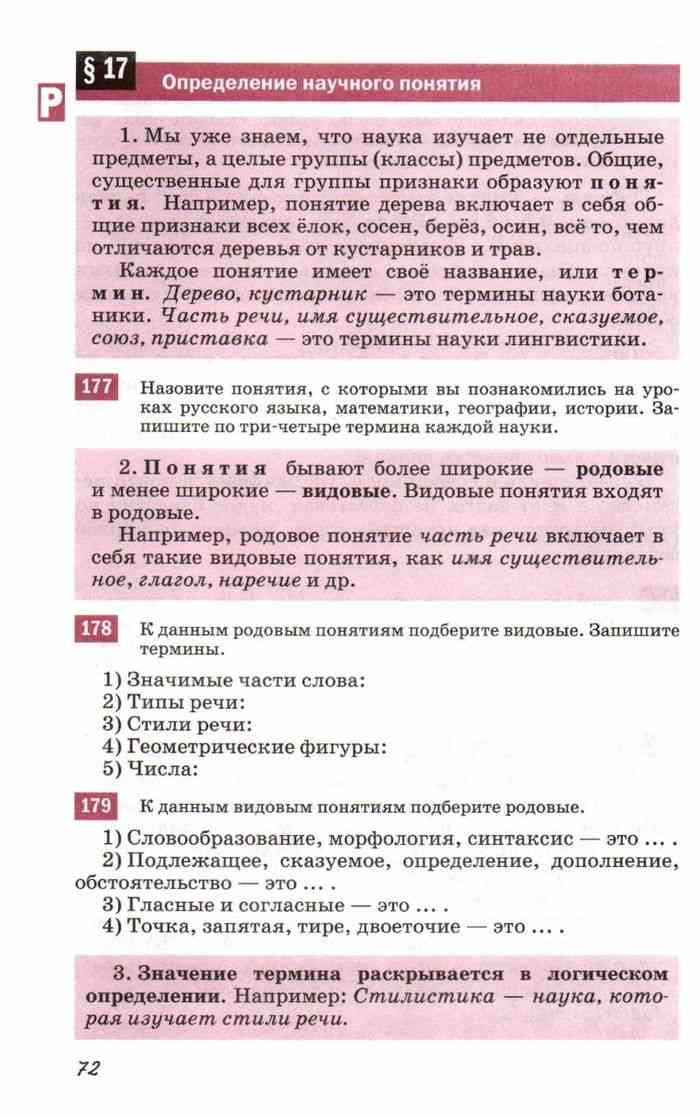 § 17
Определение научного понятия
Р
1. Мы уже знаем, что наука изучает не отдельные
предметы, а целые группы (классы) предметов. Общие,
существенные для группы признаки образуют поня-
тия. Например, понятие дерева включает в себя об-
щие признаки всех ёлок, сосен, берёз, осин, всё то, чем
отличаются деревья от кустарников и трав.
Каждое понятие имеет своё название, или тер-
мин. Дерево, кустарник — это термины науки бота-
ники. Часть речи, имя существительное, сказуемое,
союз, приставка — это термины науки лингвистики.
177 Назовите понятия, с которыми вы познакомились на уро-
ках русского языка, математики, географии, истории. За-
пишите по три-четыре термина каждой науки.
2. Понятия бывают более широкие — родовые
и менее широкие — видовые. Видовые понятия входят
в родовые.
Например, родовое понятие часть речи включает в
себя такие видовые понятия, как имя существитель-
ное, глагол, наречие и др.
178 К данным родовым понятиям подберите видовые. Запишите
термины.
1) Значимые части слова:
2) Типы речи:
3) Стили речи:
4) Геометрические фигуры:
5) Числа:
179 К данным видовым понятиям подберите родовые.
1) Словообразование, морфология, синтаксис — это ... .
2) Подлежащее, сказуемое, определение, дополнение,
обстоятельство — это ... .
3) Гласные и согласные — это ... .
4) Точка, запятая, тире, двоеточие — это ... .
3. Значение термина раскрывается в логическом
определении. Например: Стилистика — наука, кото-
рая изучает стили речи.
72